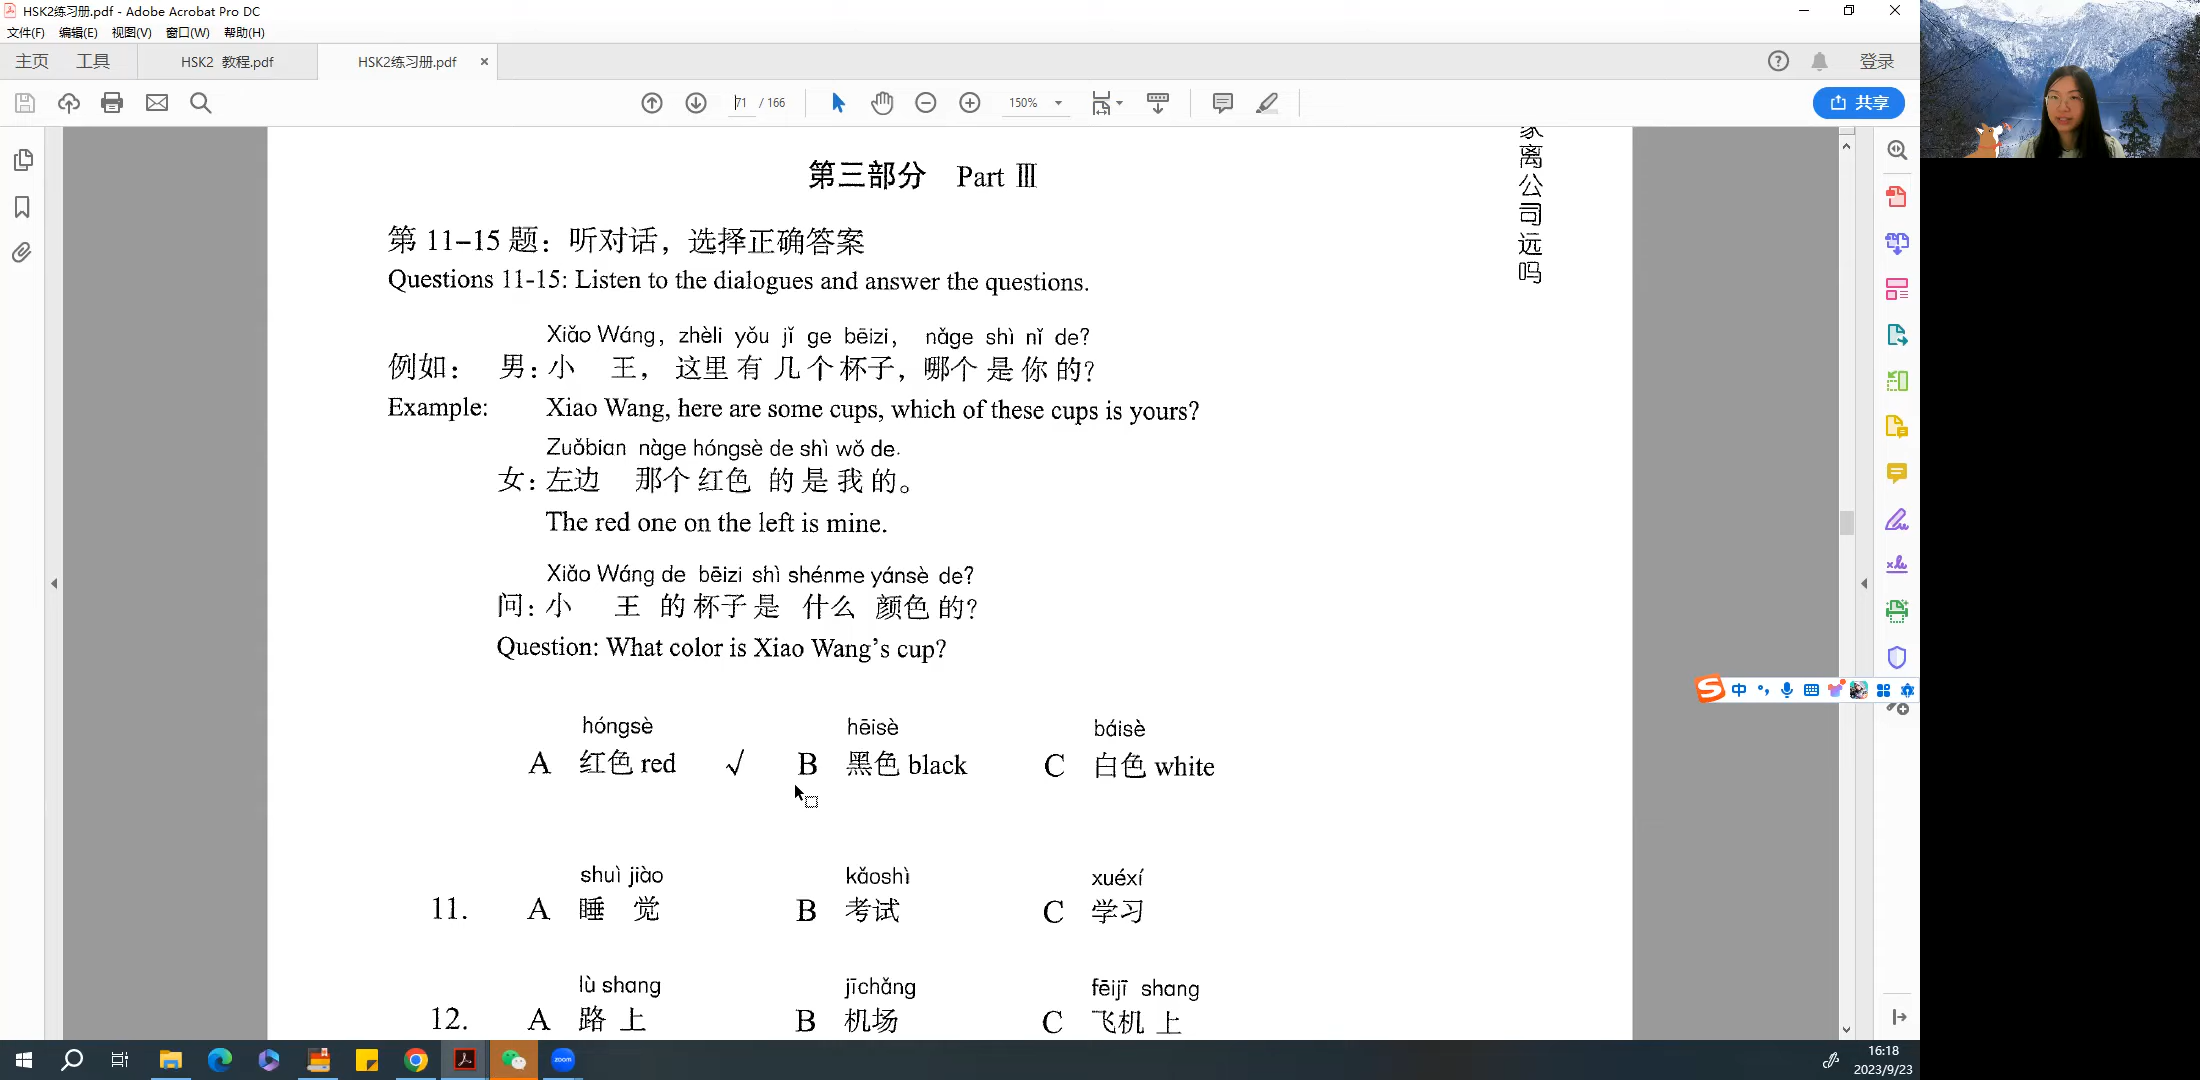 HSK2练习册.pdf - Adobe Acrobat Pro DC
文件(F) 编辑(E) 视图(V) 窗口(W) 帮助(H)
主页 工具 HSK2 教程.pdf HSK2练习册.pdf × 登录
71 / 166 150% 共享
第三部分 Part Ⅲ
家离公司远吗
第 11-15 题：听对话，选择正确答案
Questions 11-15: Listen to the dialogues and answer the questions.
Xiǎo Wáng, zhèli yǒu jǐ ge bēizi, nǎge shì nǐ de?
例如： 男：小 王，这里有几个杯子，哪个是你的？
Example: Xiao Wang, here are some cups, which of these cups is yours?
Zuǒbian nàge hóngsè de shì wǒ de.
女：左边 那个红色 的是我的。
The red one on the left is mine.
Xiǎo Wáng de bēizi shì shénme yánsè de?
问：小 王 的杯子是 什么 颜色的？
Question: What color is Xiao Wang's cup?
hóngsè hēisè báisè
A 红色 red √ B 黑色 black C 白色 white
shuì jiào kǎoshì xuéxí
11. A 睡 觉 B 考试 C 学习
lù shang jīchǎng fēijī shang
12. A 路 上 B 机场 C 飞机 上
中
zoom
16:18
2023/9/23